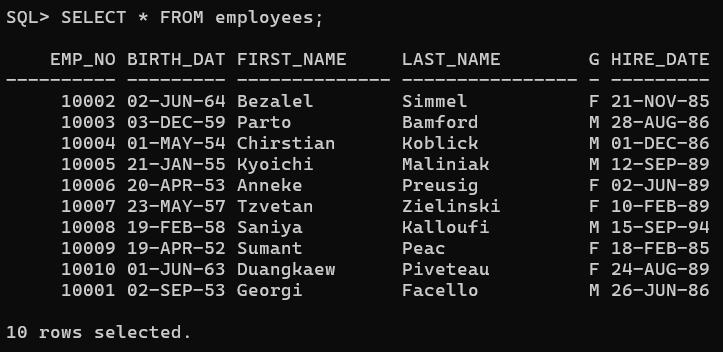 SQL> SELECT * FROM employees;
    EMP_NO BIRTH_DAT FIRST_NAME     LAST_NAME        G HIRE_DATE
---------- --------- -------------- ---------------- - ---------
     10002 02-JUN-64 Bezalel        Simmel           F 21-NOV-85
     10003 03-DEC-59 Parto          Bamford          M 28-AUG-86
     10004 01-MAY-54 Chirstian      Koblick          M 01-DEC-86
     10005 21-JAN-55 Kyoichi        Maliniak         M 12-SEP-89
     10006 20-APR-53 Anneke         Preusig          F 02-JUN-89
     10007 23-MAY-57 Tzvetan        Zielinski        F 10-FEB-89
     10008 19-FEB-58 Saniya         Kalloufi         M 15-SEP-94
     10009 19-APR-52 Sumant         Peac             F 18-FEB-85
     10010 01-JUN-63 Duangkaew      Piveteau         F 24-AUG-89
     10001 02-SEP-53 Georgi         Facello          M 26-JUN-86
10 rows selected.